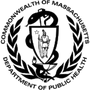 COMMONWEALTH OF MASSACHUSETTS
DEPARTMENT OF PUBLIC HEALTH